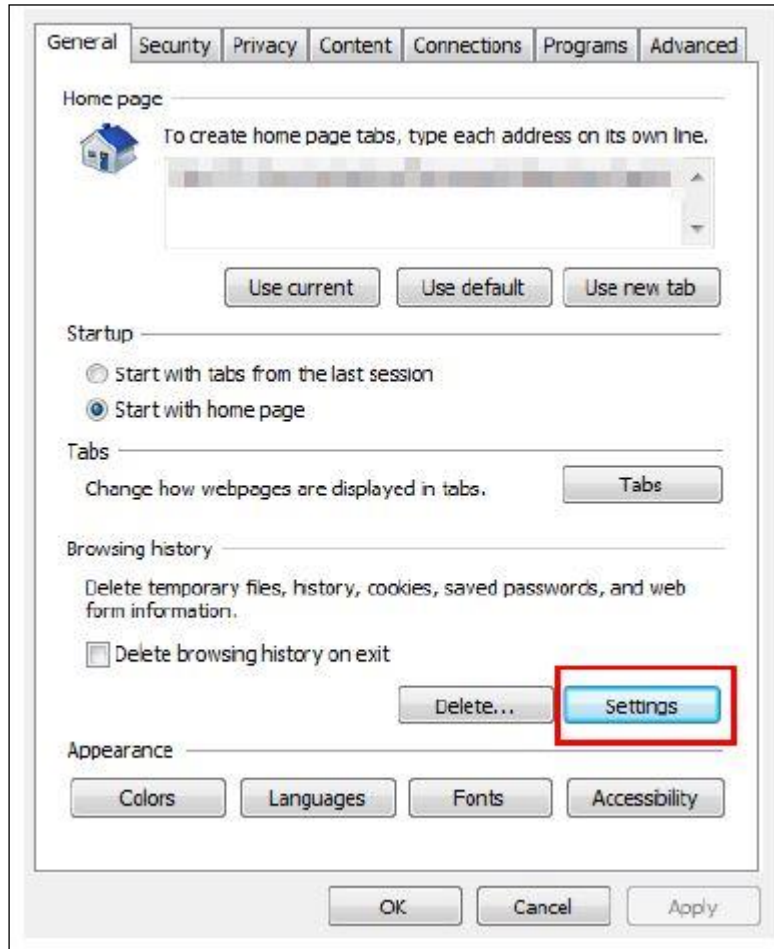 General Security Privacy Content Connections Programs Advanced
Home page
To create home page tabs, type each address on its own line.
Use current Use default Use new tab
Startup
Start with tabs from the last session
Start with home page
Tabs
Change how webpages are displayed in tabs. Tabs
Browsing history
Delete temporary files, history, cookies, saved passwords, and web
form information.
Delete browsing history on exit
Delete... Settings
Appearance
Colors Languages Fonts Accessibility
OK Cancel Apply